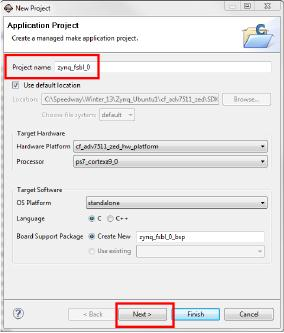 New Project
Application Project
Create a managed make application project.
Project name: zynq_fsbl_0
Use default location
Location: C:\Speedway\Winter_13\Zynq_Ubuntu1\cf_adv7511_zed\SDK Browse...
Choose file system: default
Target Hardware
Hardware Platform cf_adv7511_zed_hw_platform
Processor ps7_cortexa9_0
Target Software
OS Platform standalone
Language C C++
Board Support Package Create New zynq_fsbl_0_bsp
Use existing
? < Back Next > Finish Cancel